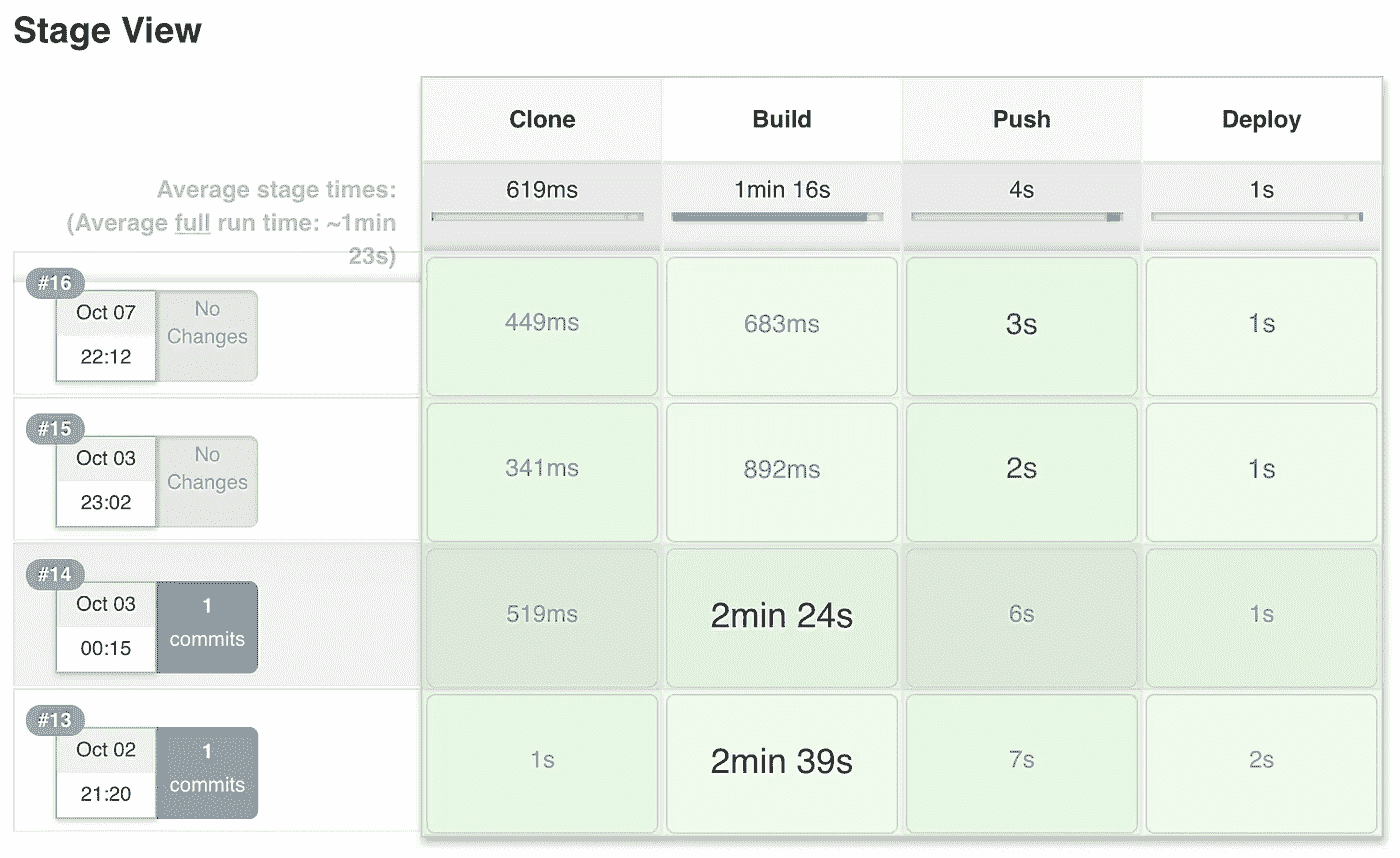 Stage View
Clone Build Push Deploy
Average stage times: 619ms 1min 16s 4s 1s
(Average full run time: ~1min
23s)
#16
Oct 07 No
Changes
22:12
449ms 683ms 3s 1s
#15
Oct 03 No
Changes
23:02
341ms 892ms 2s 1s
#14
Oct 03 1
commits
00:15
519ms 2min 24s 6s 1s
#13
Oct 02 1
commits
21:20
1s 2min 39s 7s 2s